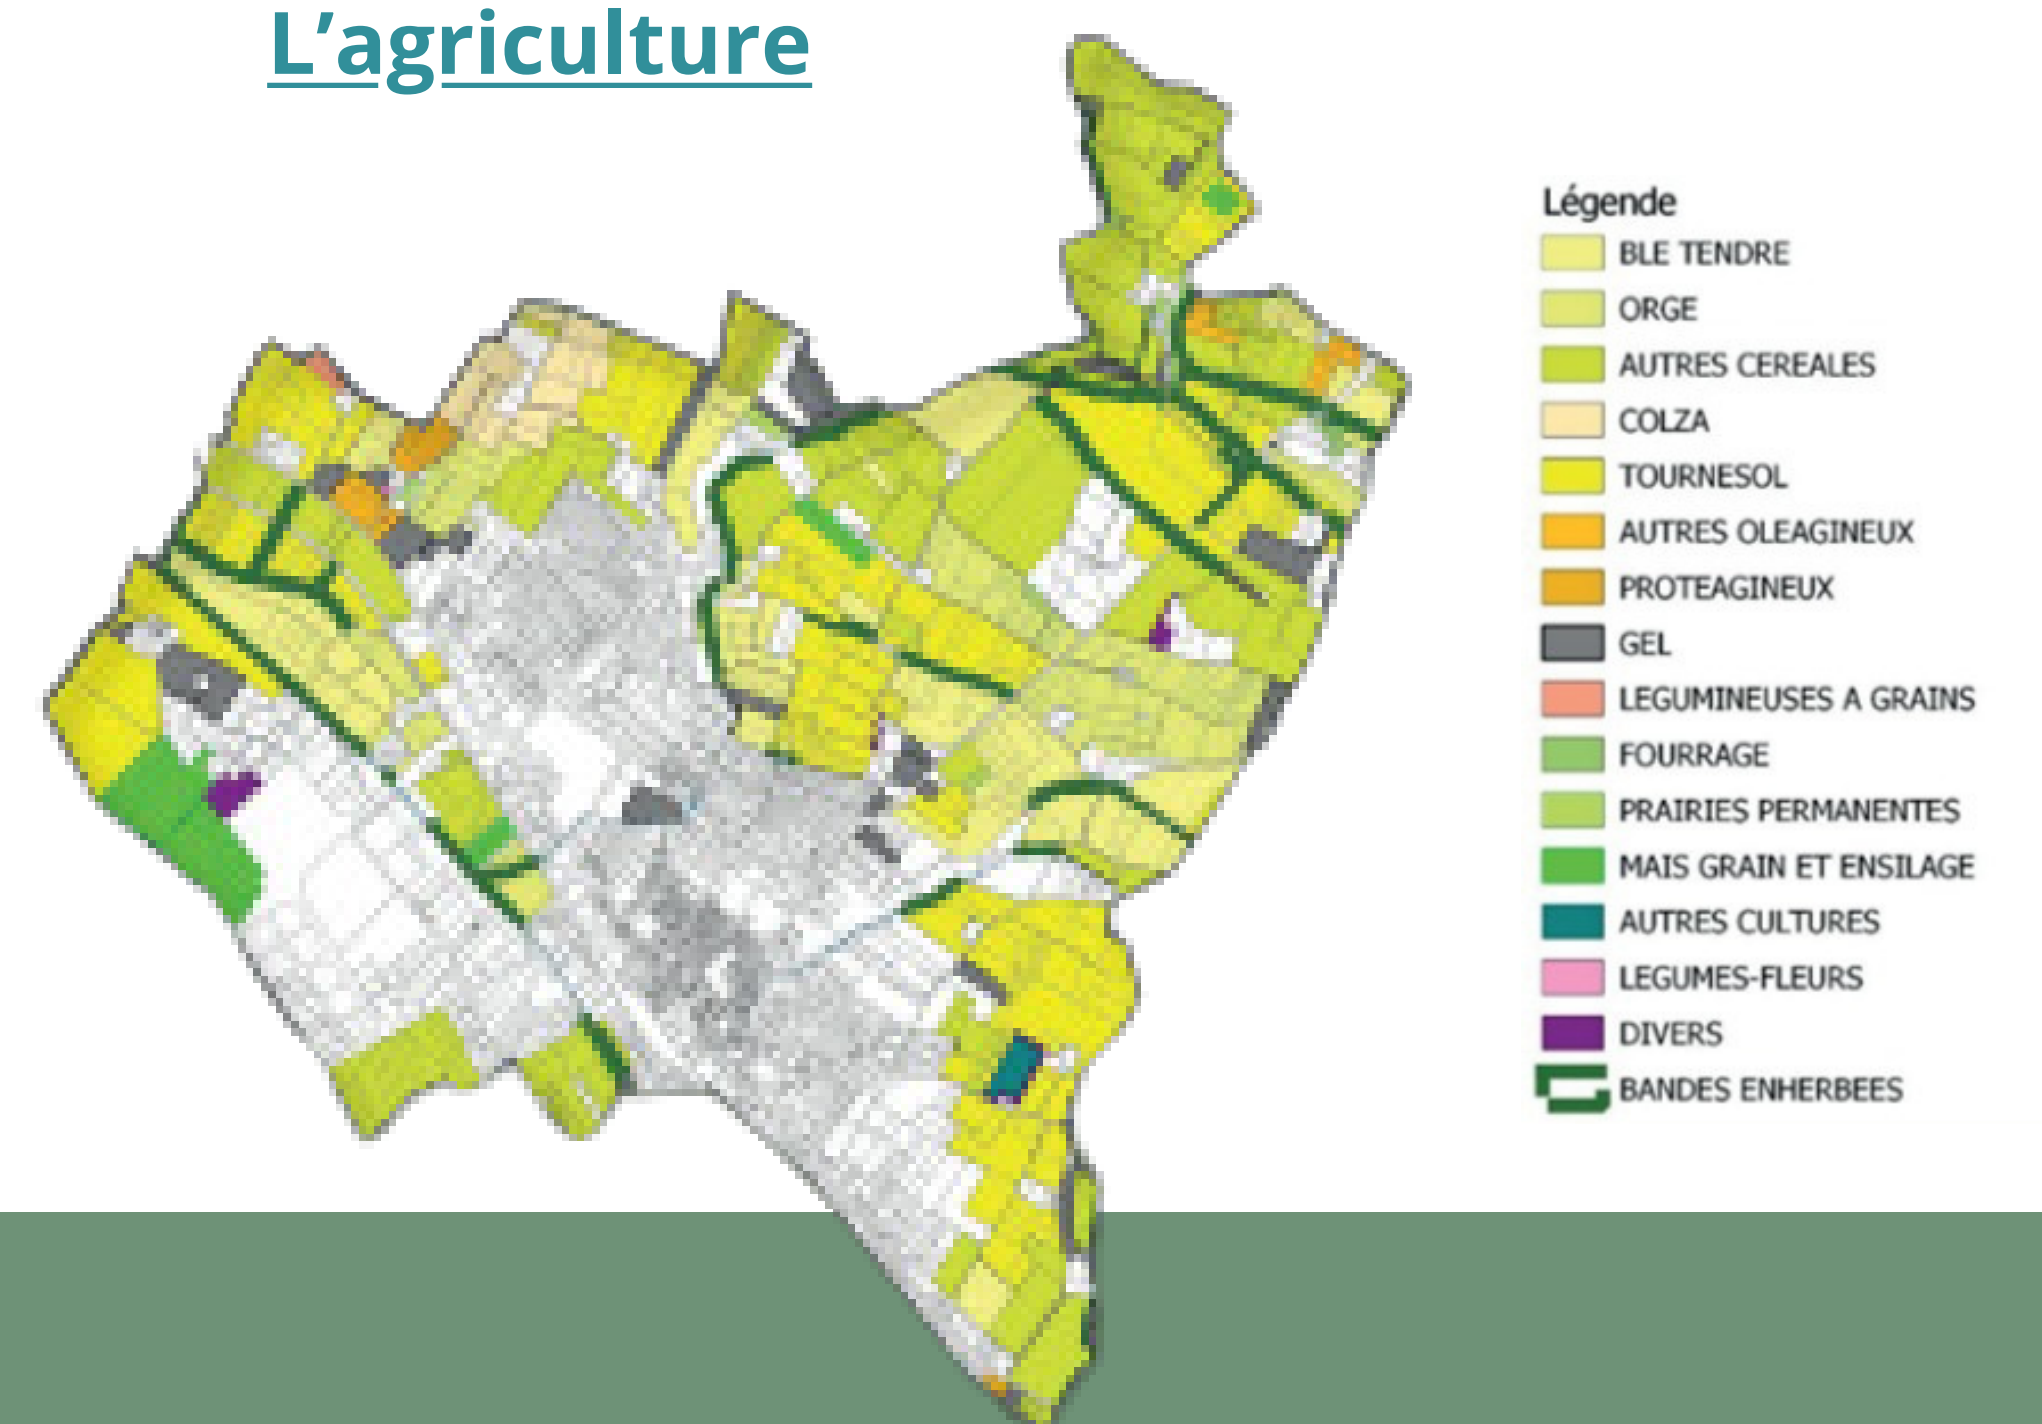 L’agriculture
Légende
BLE TENDRE
ORGE
AUTRES CEREALES
COLZA
TOURNESOL
AUTRES OLEAGINEUX
PROTEAGINEUX
GEL
LEGUMINEUSES A GRAINS
FOURRAGE
PRAIRIES PERMANENTES
MAIS GRAIN ET ENSILAGE
AUTRES CULTURES
LEGUMES-FLEURS
DIVERS
BANDES ENHERBEES